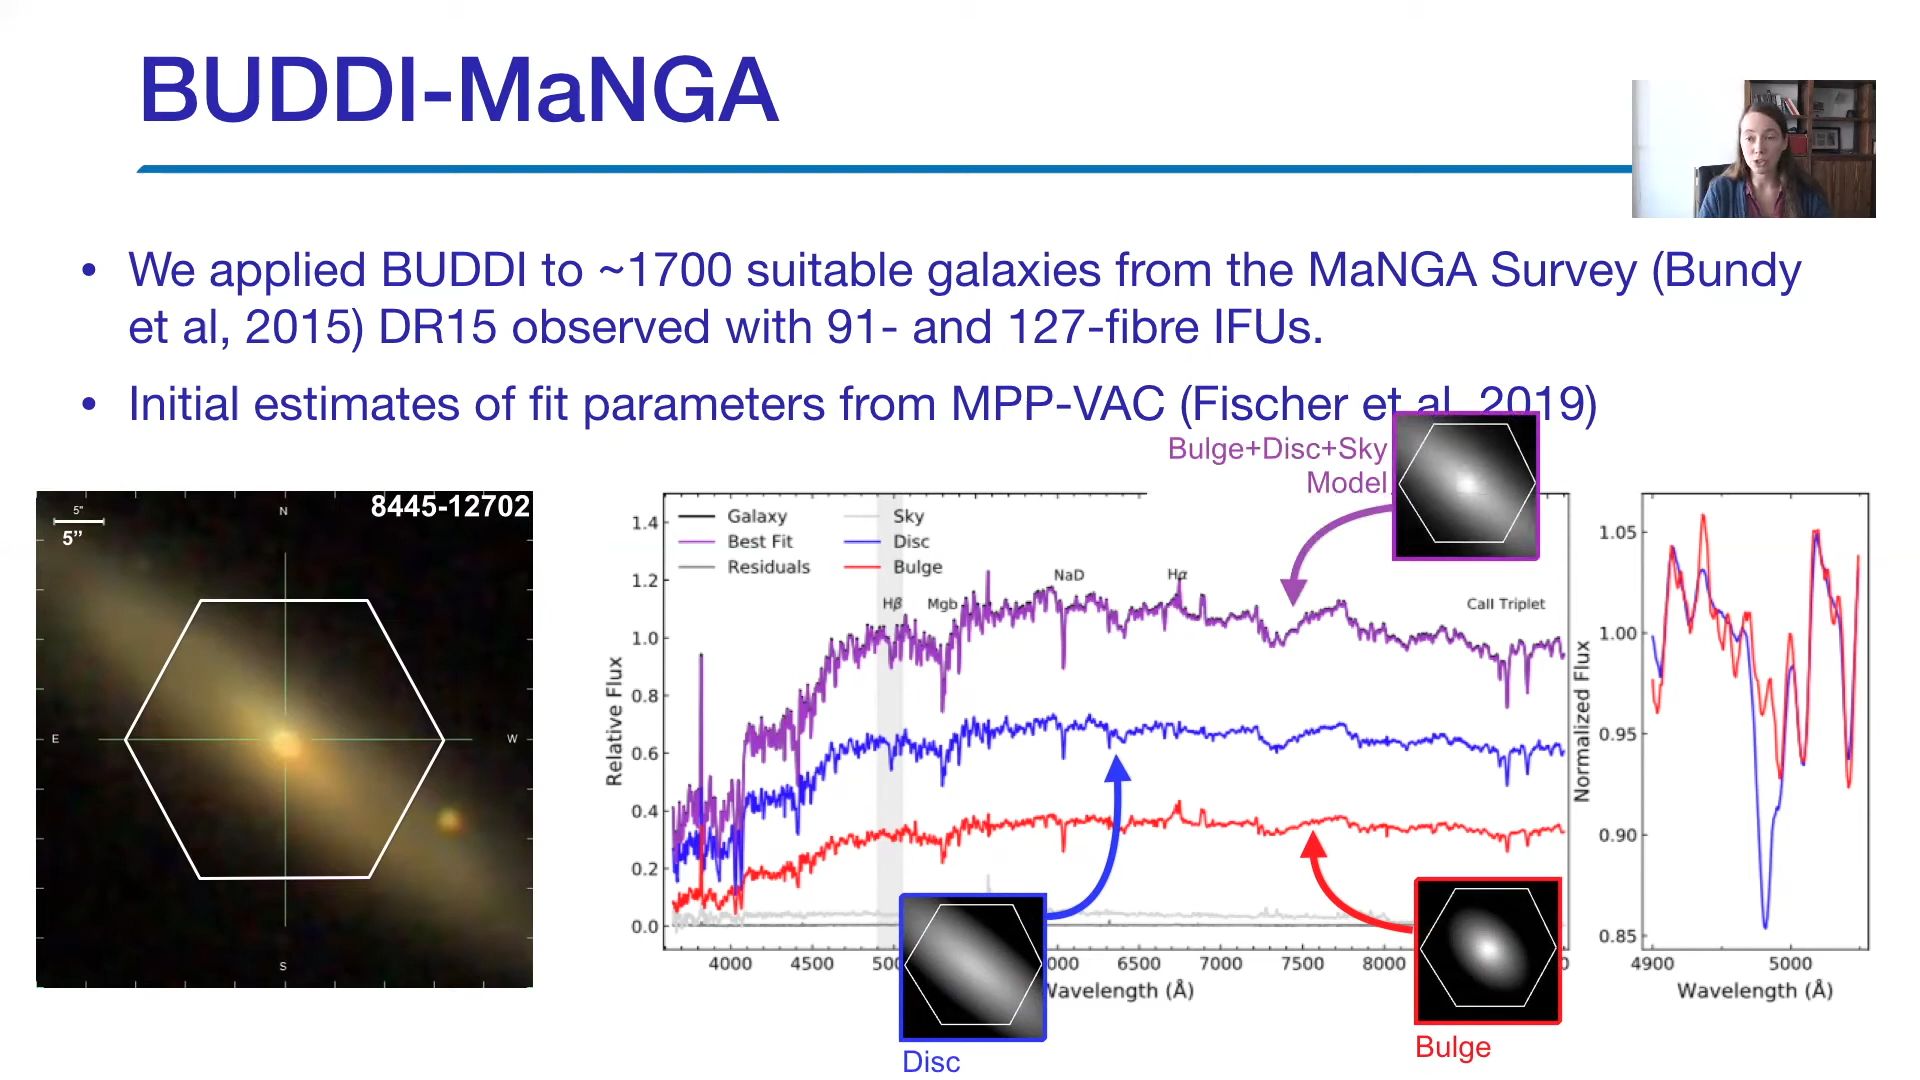 BUDDI-MaNGA
• We applied BUDDI to ~1700 suitable galaxies from the MaNGA Survey (Bundy
et al, 2015) DR15 observed with 91- and 127-fibre IFUs.
• Initial estimates of fit parameters from MPP-VAC (Fischer et al, 2019)
Bulge+Disc+Sky
Model
8445-12702
5"
5”
N
E
W
S
Galaxy
Best Fit
Residuals
Sky
Disc
Bulge
Hβ
Mgb
NaD
Hα
CaII Triplet
Relative Flux
1.4
1.2
1.0
0.8
0.6
0.4
0.2
0.0
4000
4500
6500
7000
7500
8000
Wavelength (Å)
Disc
Bulge
Normalized Flux
1.05
1.00
0.95
0.90
0.85
4900
5000
Wavelength (Å)